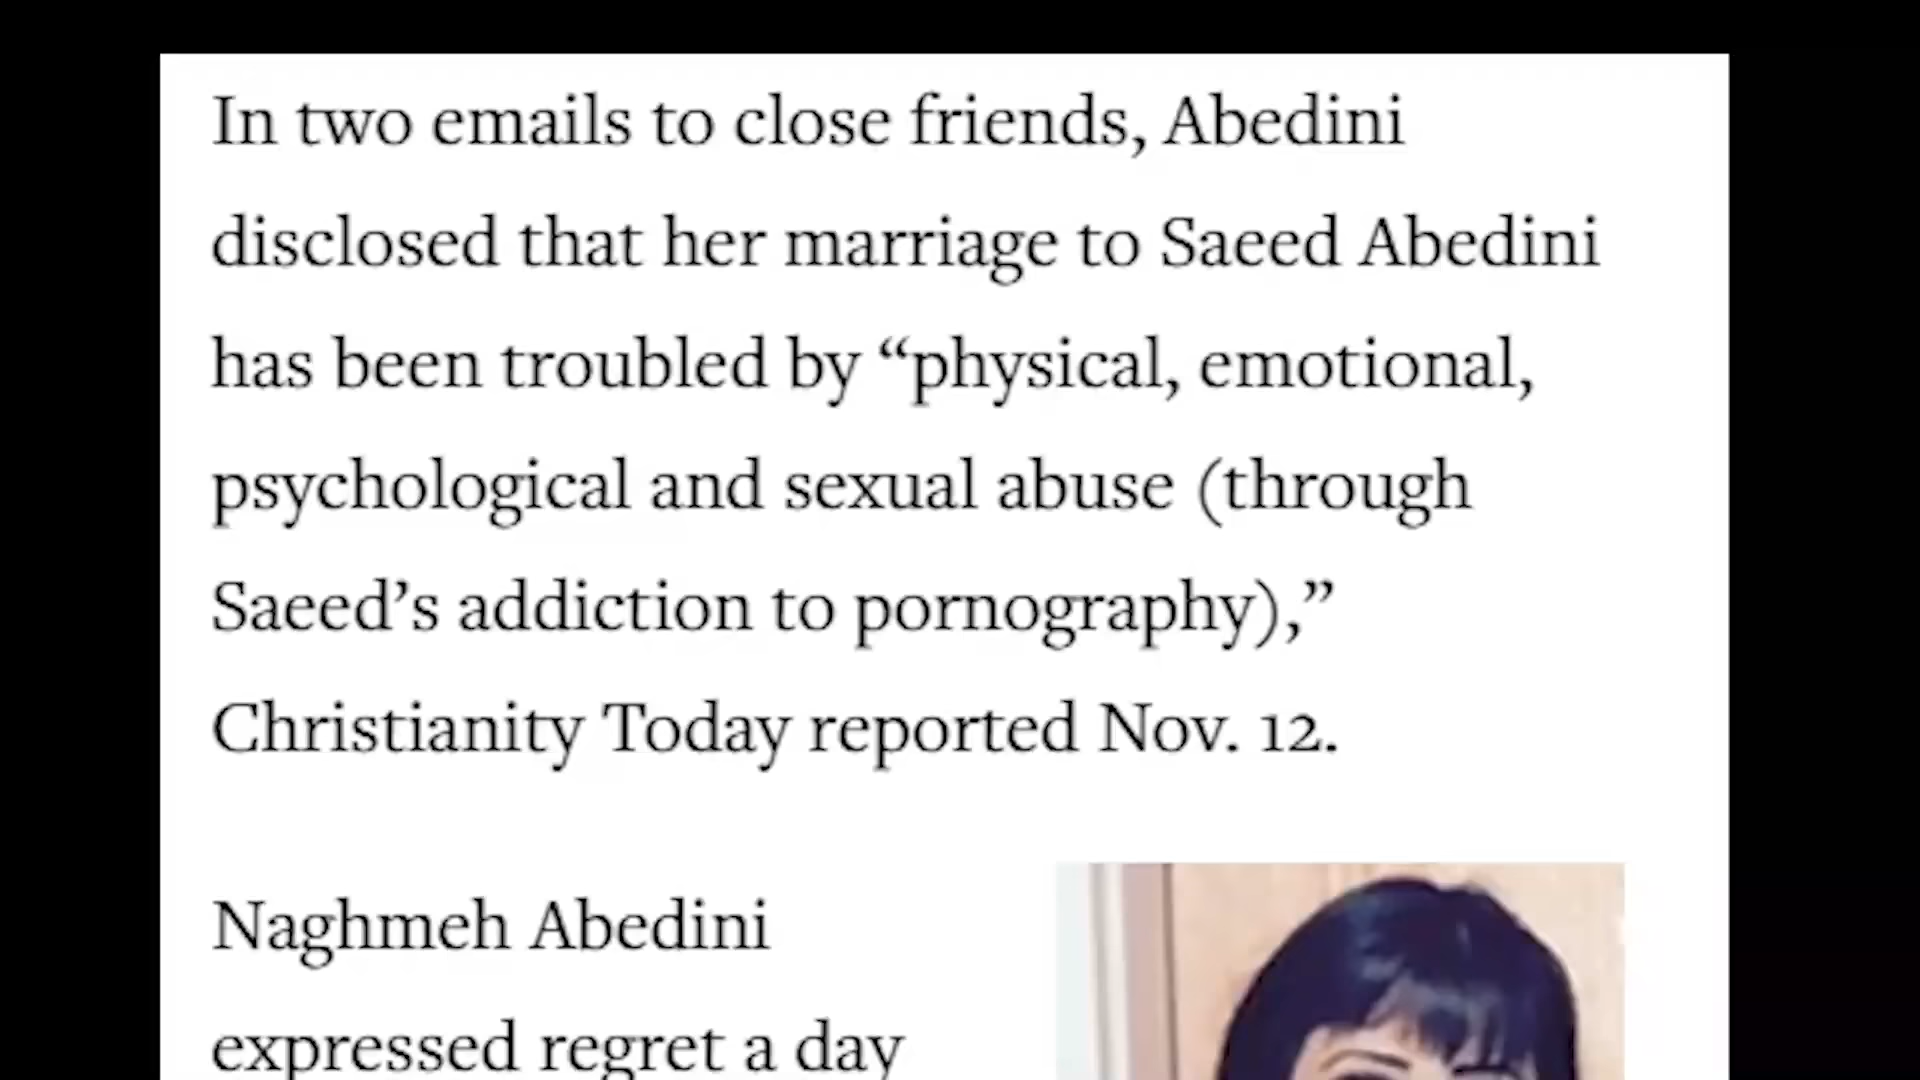 In two emails to close friends, Abedini
disclosed that her marriage to Saeed Abedini
has been troubled by “physical, emotional,
psychological and sexual abuse (through
Saeed’s addiction to pornography),”
Christianity Today reported Nov. 12.
Naghmeh Abedini
expressed regret a day